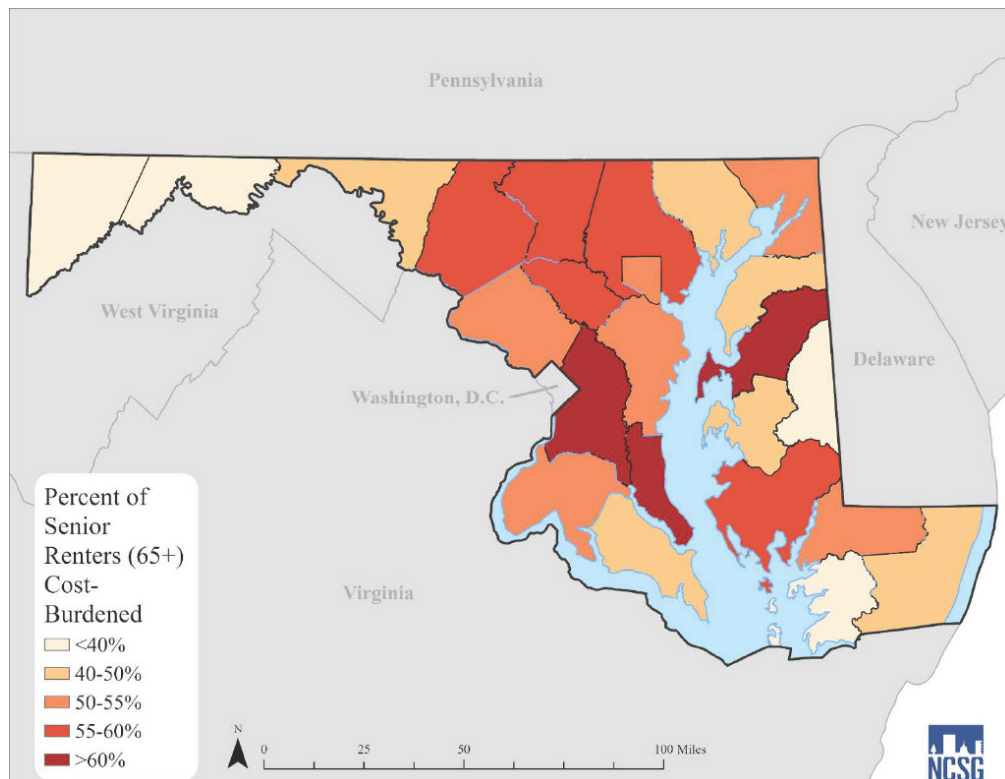 Pennsylvania
New Jersey
West Virginia
Delaware
Washington, D.C.
Virginia
Percent of
Senior
Renters (65+)
Cost-
Burdened
<40%
40-50%
50-55%
55-60%
>60%
N
0 25 50 100 Miles
NCSG